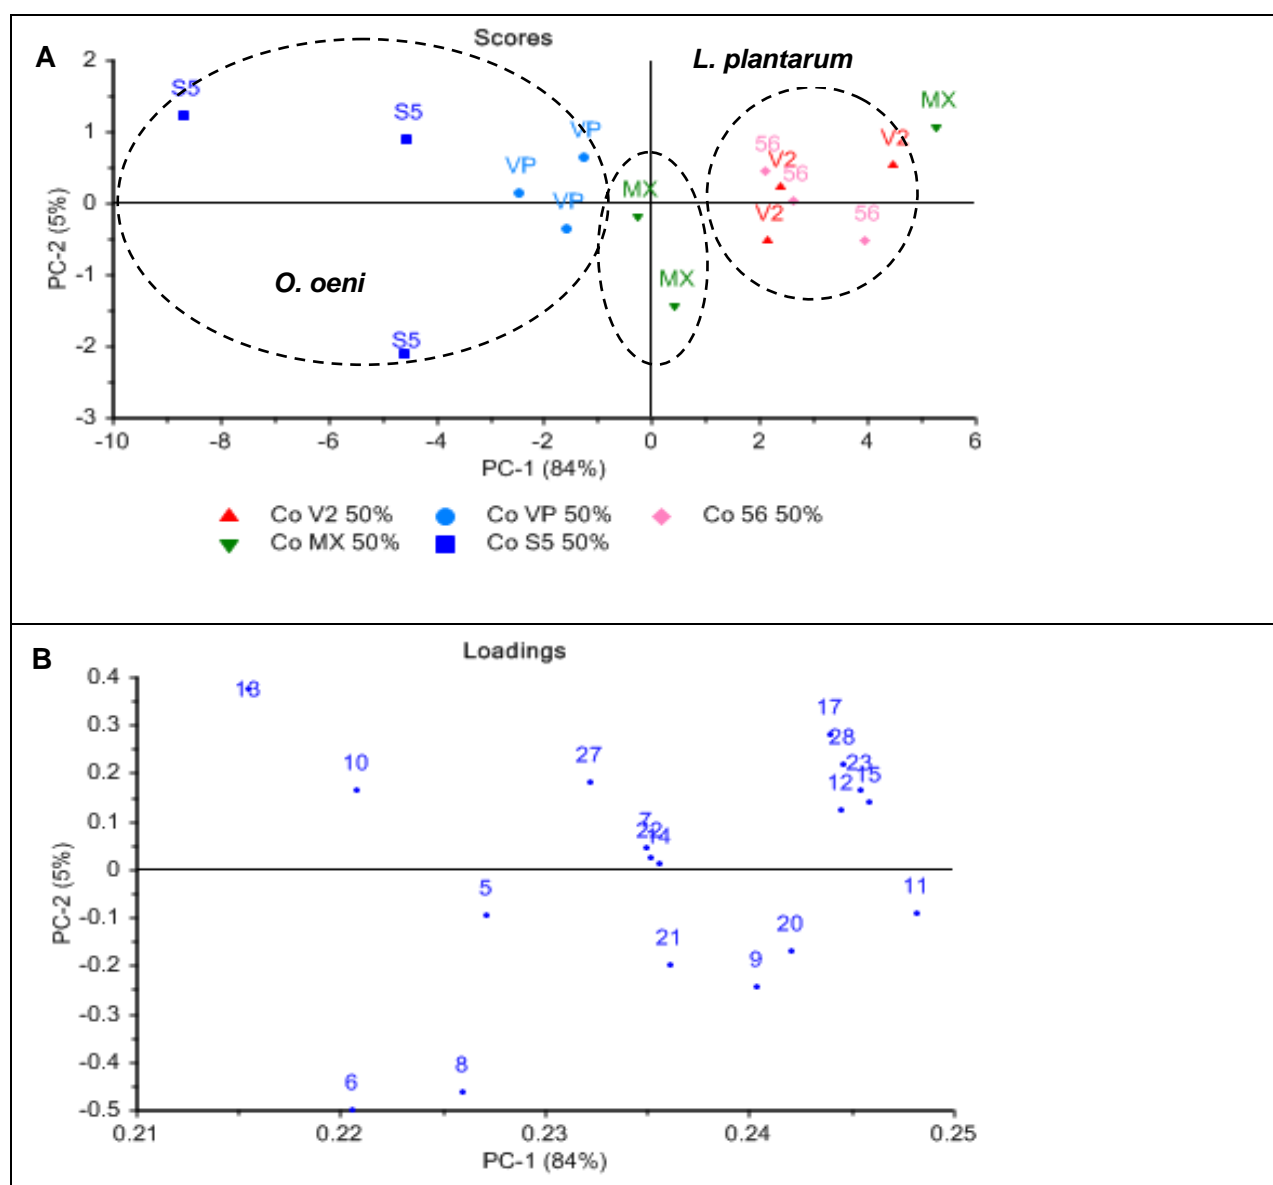 A
Scores
L. plantarum
2
S5
MX
S5
1
VP
V2
56
VP
V2
56
MX
VP
0
V2
56
PC-2 (5%)
-1
O. oeni
MX
-2
S5
-3
-10 -8 -6 -4 -2 0 2 4 6
PC-1 (84%)
Co V2 50% Co VP 50% Co 56 50%
Co MX 50% Co S5 50%
B
Loadings
0.4
13
17
0.3
28
27
10
23
0.2
15
12
7
0.1
22
14
0
5
11
PC-2 (5%)
-0.1
20
21
9
-0.2
-0.3
-0.4
8
6
-0.5
0.21 0.22 0.23 0.24 0.25
PC-1 (84%)